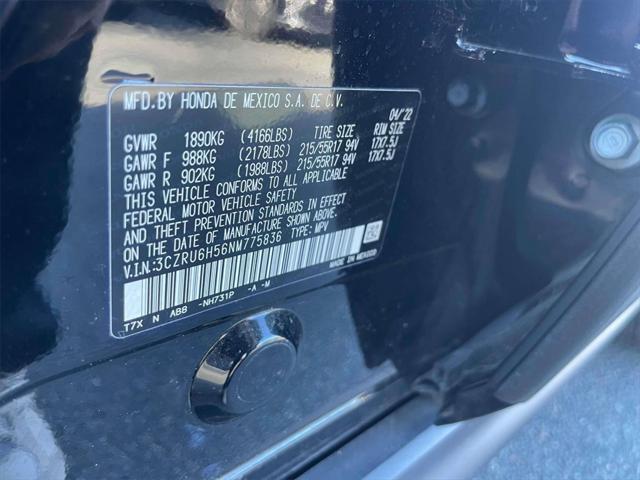 MFD.BY HONDA DE MEXICO S.A. DE C.V.
04/'22
GVWR 1890KG (4166LBS) TIRE SIZE RIM SIZE
GAWR F 988KG (2178LBS) 215/55R17 94V 17X7.5J
GAWR R 902KG (1988LBS) 215/55R17 94V 17X7.5J
THIS VEHICLE CONFORMS TO ALL APPLICABLE
FEDERAL MOTOR VEHICLE SAFETY
AND THEFT PREVENTION STANDARDS IN EFFECT
ON THE DATE OF MANUFACTURE SHOWN ABOVE.
V.I.N.:3CZRU6H56NM775836 TYPE: MPV
T7X N AB8 -NH731P -A -M
MADE IN
MEXICO